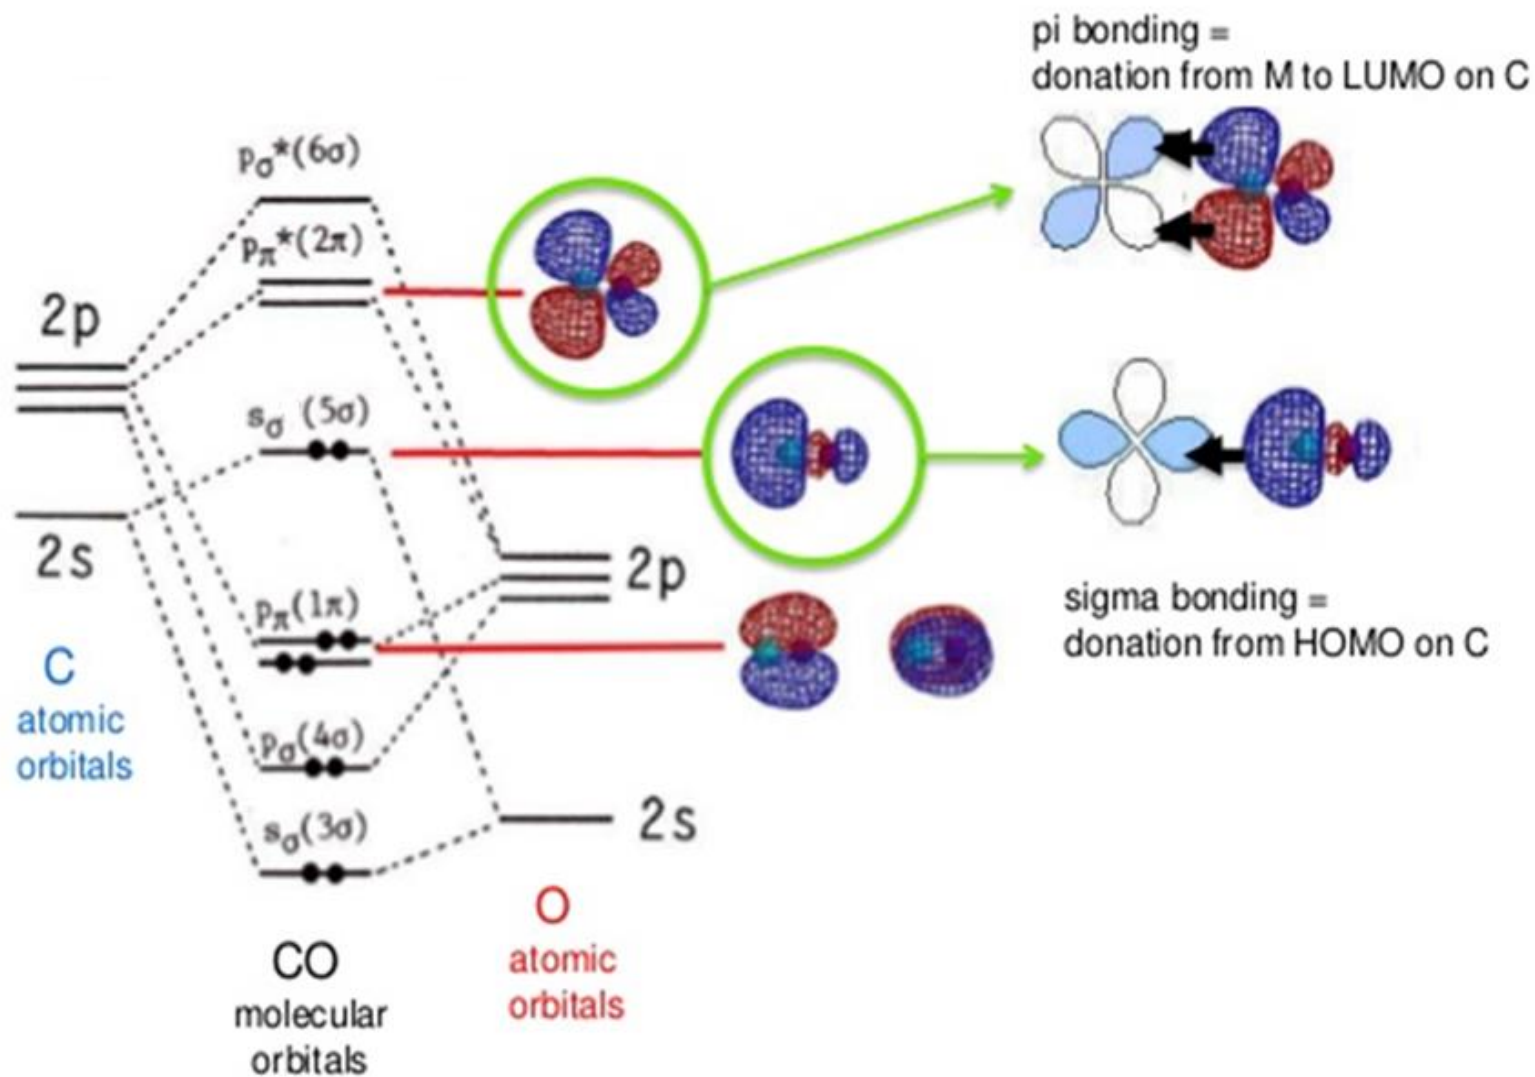 pi bonding =
donation from M to LUMO on C
pσ*(6σ)
pπ*(2π)
2p
sσ (5σ)
2s
2p
pπ(1π)
sigma bonding =
donation from HOMO on C
C
atomic
orbitals
pσ(4σ)
sσ(3σ)
2s
O
atomic
orbitals
CO
molecular
orbitals